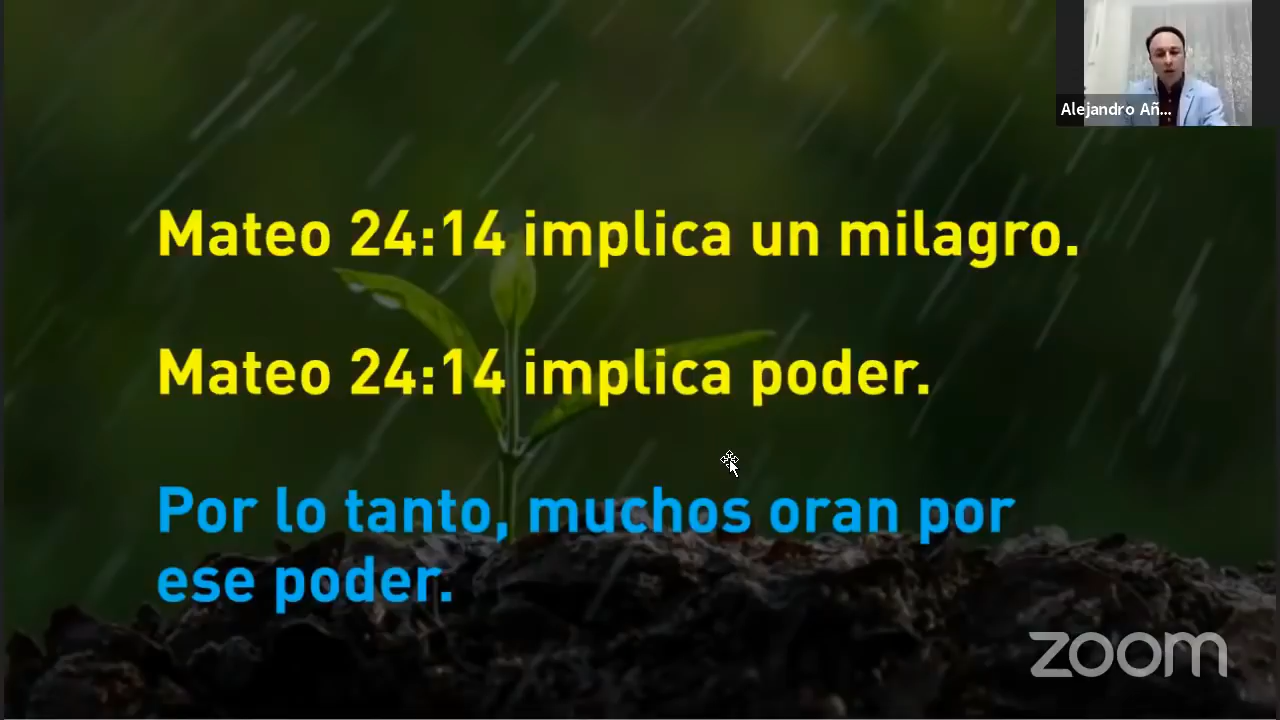 Alejandro Añ...
Mateo 24:14 implica un milagro.
Mateo 24:14 implica poder.
Por lo tanto, muchos oran por
ese poder.
zoom